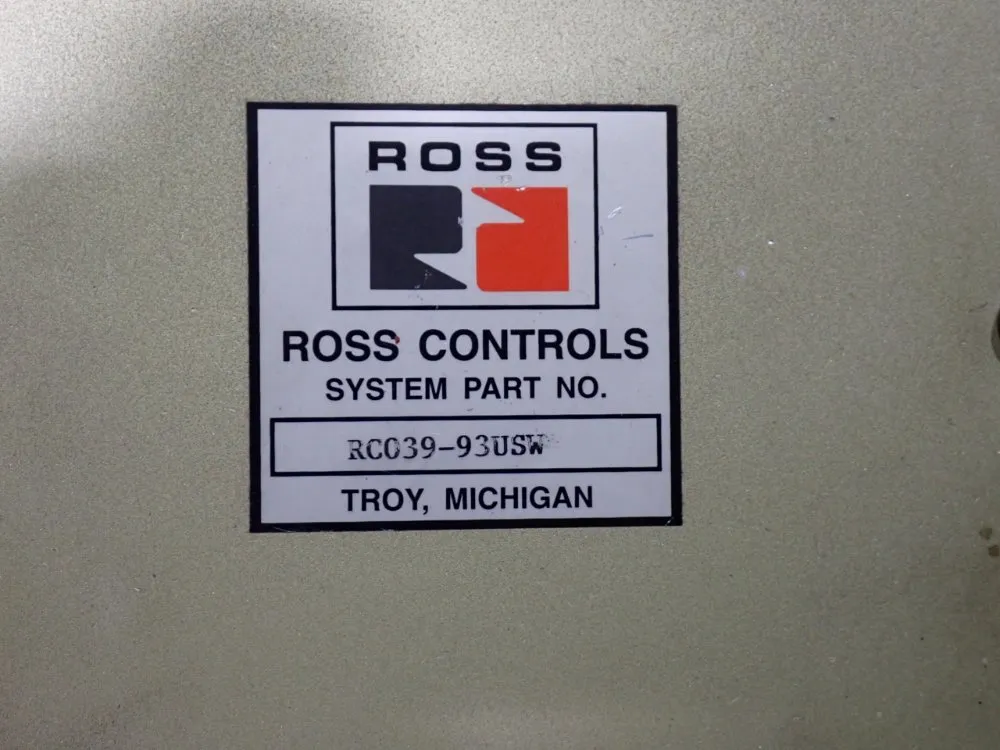 ROSS
ROSS CONTROLS
SYSTEM PART NO.
RC039-93USW
TROY, MICHIGAN